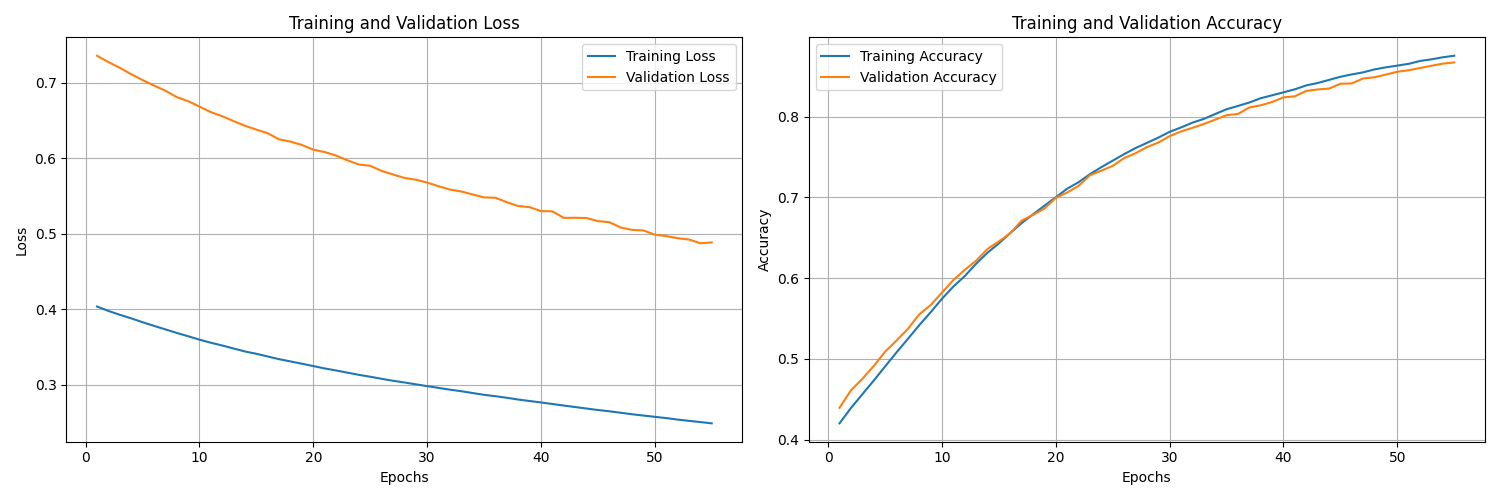 Training and Validation Loss
Training Loss
Validation Loss
0.7
0.6
0.5
0.4
0.3
Loss
0 10 20 30 40 50
Epochs
Training and Validation Accuracy
Training Accuracy
Validation Accuracy
0.8
0.7
0.6
0.5
0.4
Accuracy
0 10 20 30 40 50
Epochs